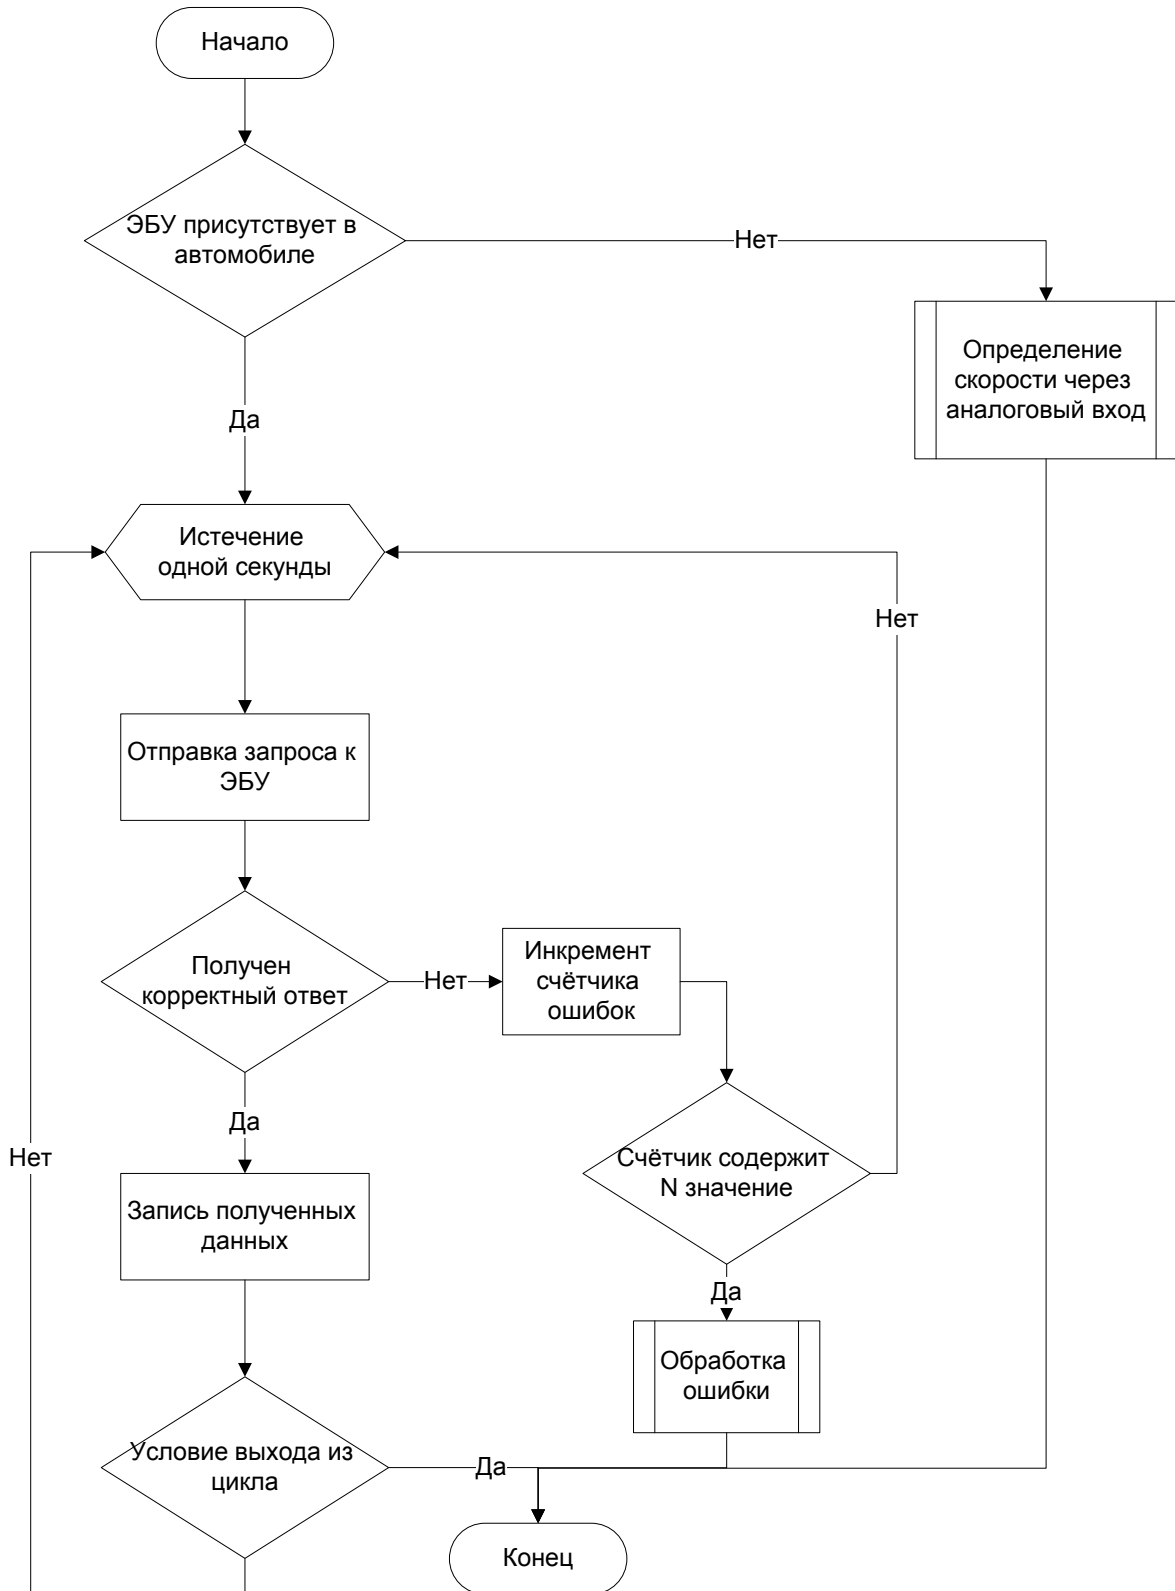 Начало
ЭБУ присутствует в
автомобиле
Нет
Определение
скорости через
аналоговый вход
Да
Истечение
одной секунды
Нет
Отправка запроса к
ЭБУ
Получен
корректный ответ
Нет
Инкремент
счётчика
ошибок
Да
Нет
Счётчик содержит
N значение
Запись полученных
данных
Да
Обработка
ошибки
Условие выхода из
цикла
Да
Конец